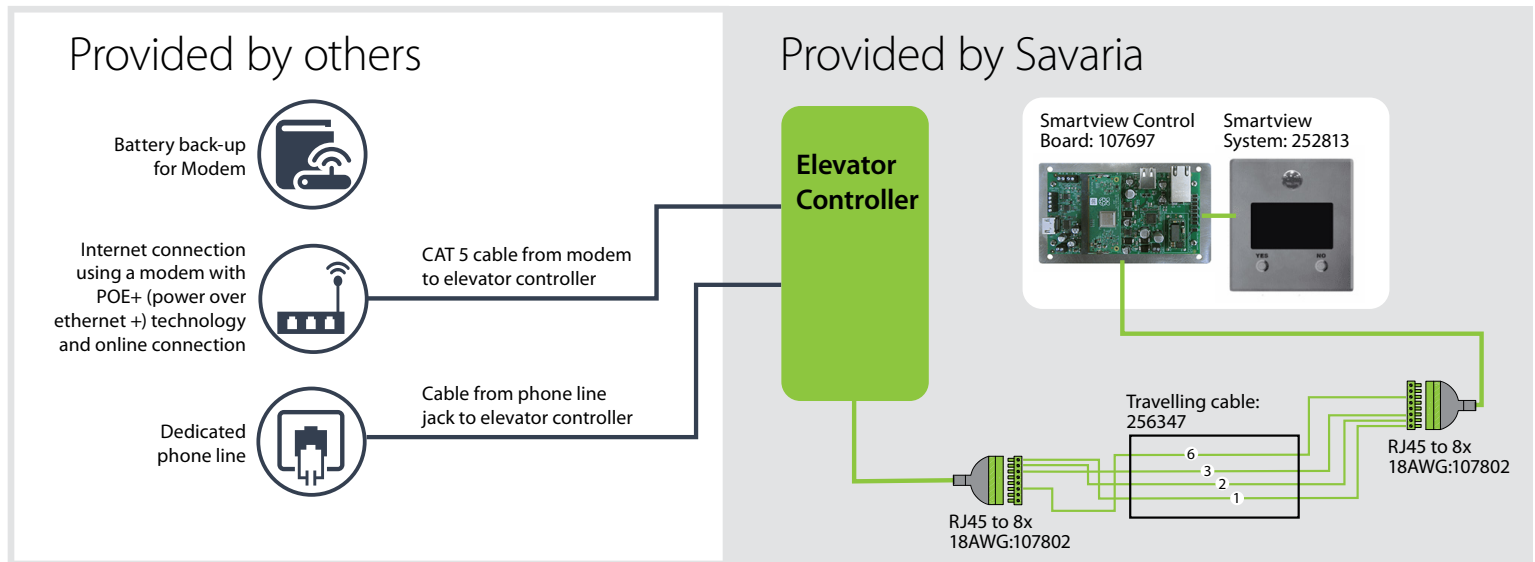 Provided by others
Battery back-up
for Modem
Internet connection
using a modem with
POE+ (power over
ethernet +) technology
and online connection
CAT 5 cable from modem
to elevator controller
Cable from phone line
jack to elevator controller
Dedicated
phone line
Provided by Savaria
Elevator
Controller
Smartview Control
Board: 107697
Smartview
System: 252813
YES
NO
Travelling cable:
256347
6
3
2
1
RJ45 to 8x
18AWG:107802
RJ45 to 8x
18AWG:107802